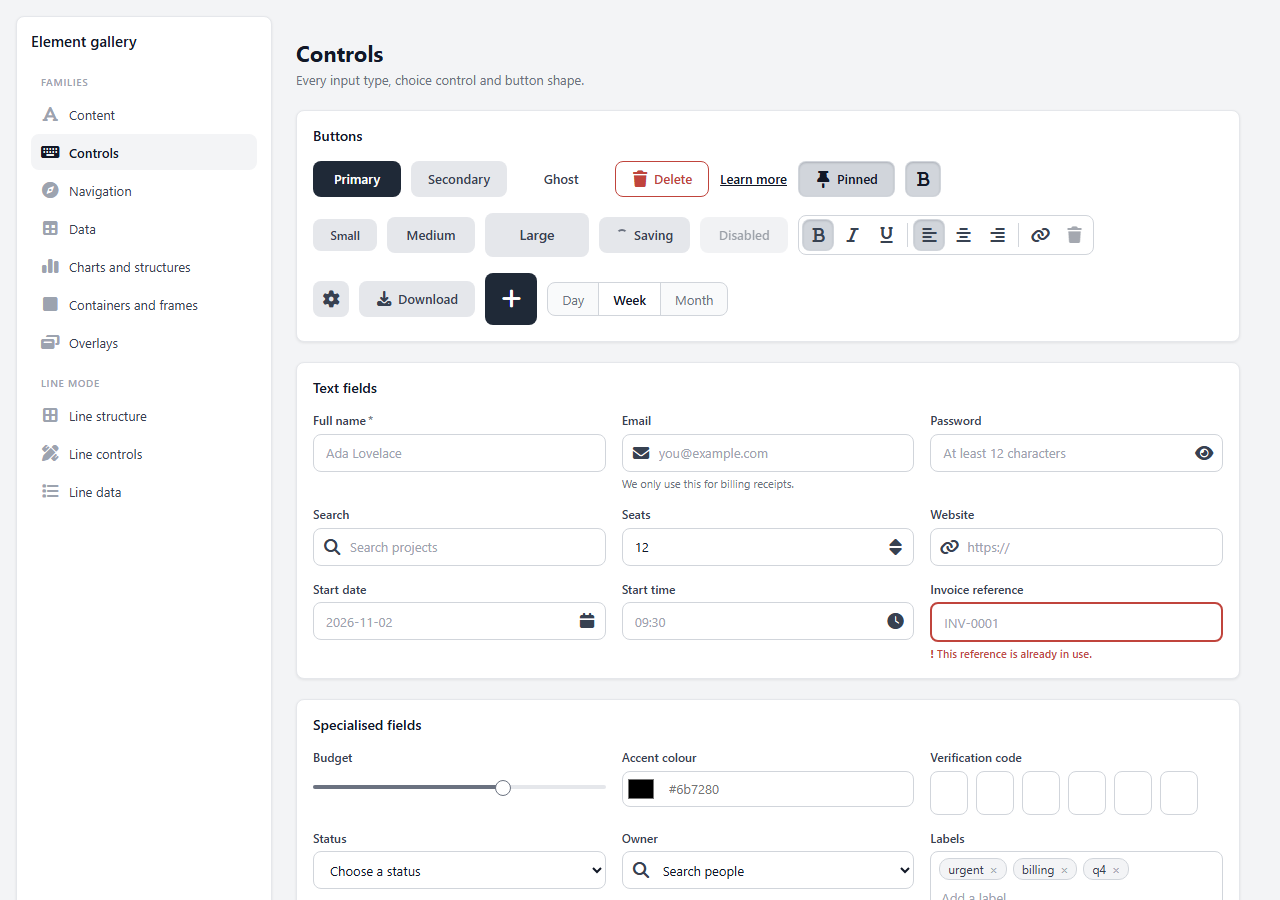 Element gallery
FAMILIES
Content
Controls
Navigation
Data
Charts and structures
Containers and frames
Overlays
LINE MODE
Line structure
Line controls
Line data
Controls
Every input type, choice control and button shape.
Buttons
Primary Secondary Ghost Delete Learn more Pinned B
Small Medium Large Saving Disabled B I U
Download Day Week Month
Text fields
Full name * Email Password
Ada Lovelace you@example.com At least 12 characters
We only use this for billing receipts.
Search Seats Website
Search projects 12 https://
Start date Start time Invoice reference
2026-11-02 09:30 INV-0001
! This reference is already in use.
Specialised fields
Budget Accent colour Verification code
#6b7280
Status Owner Labels
Choose a status Search people urgent × billing × q4 ×
Add a label